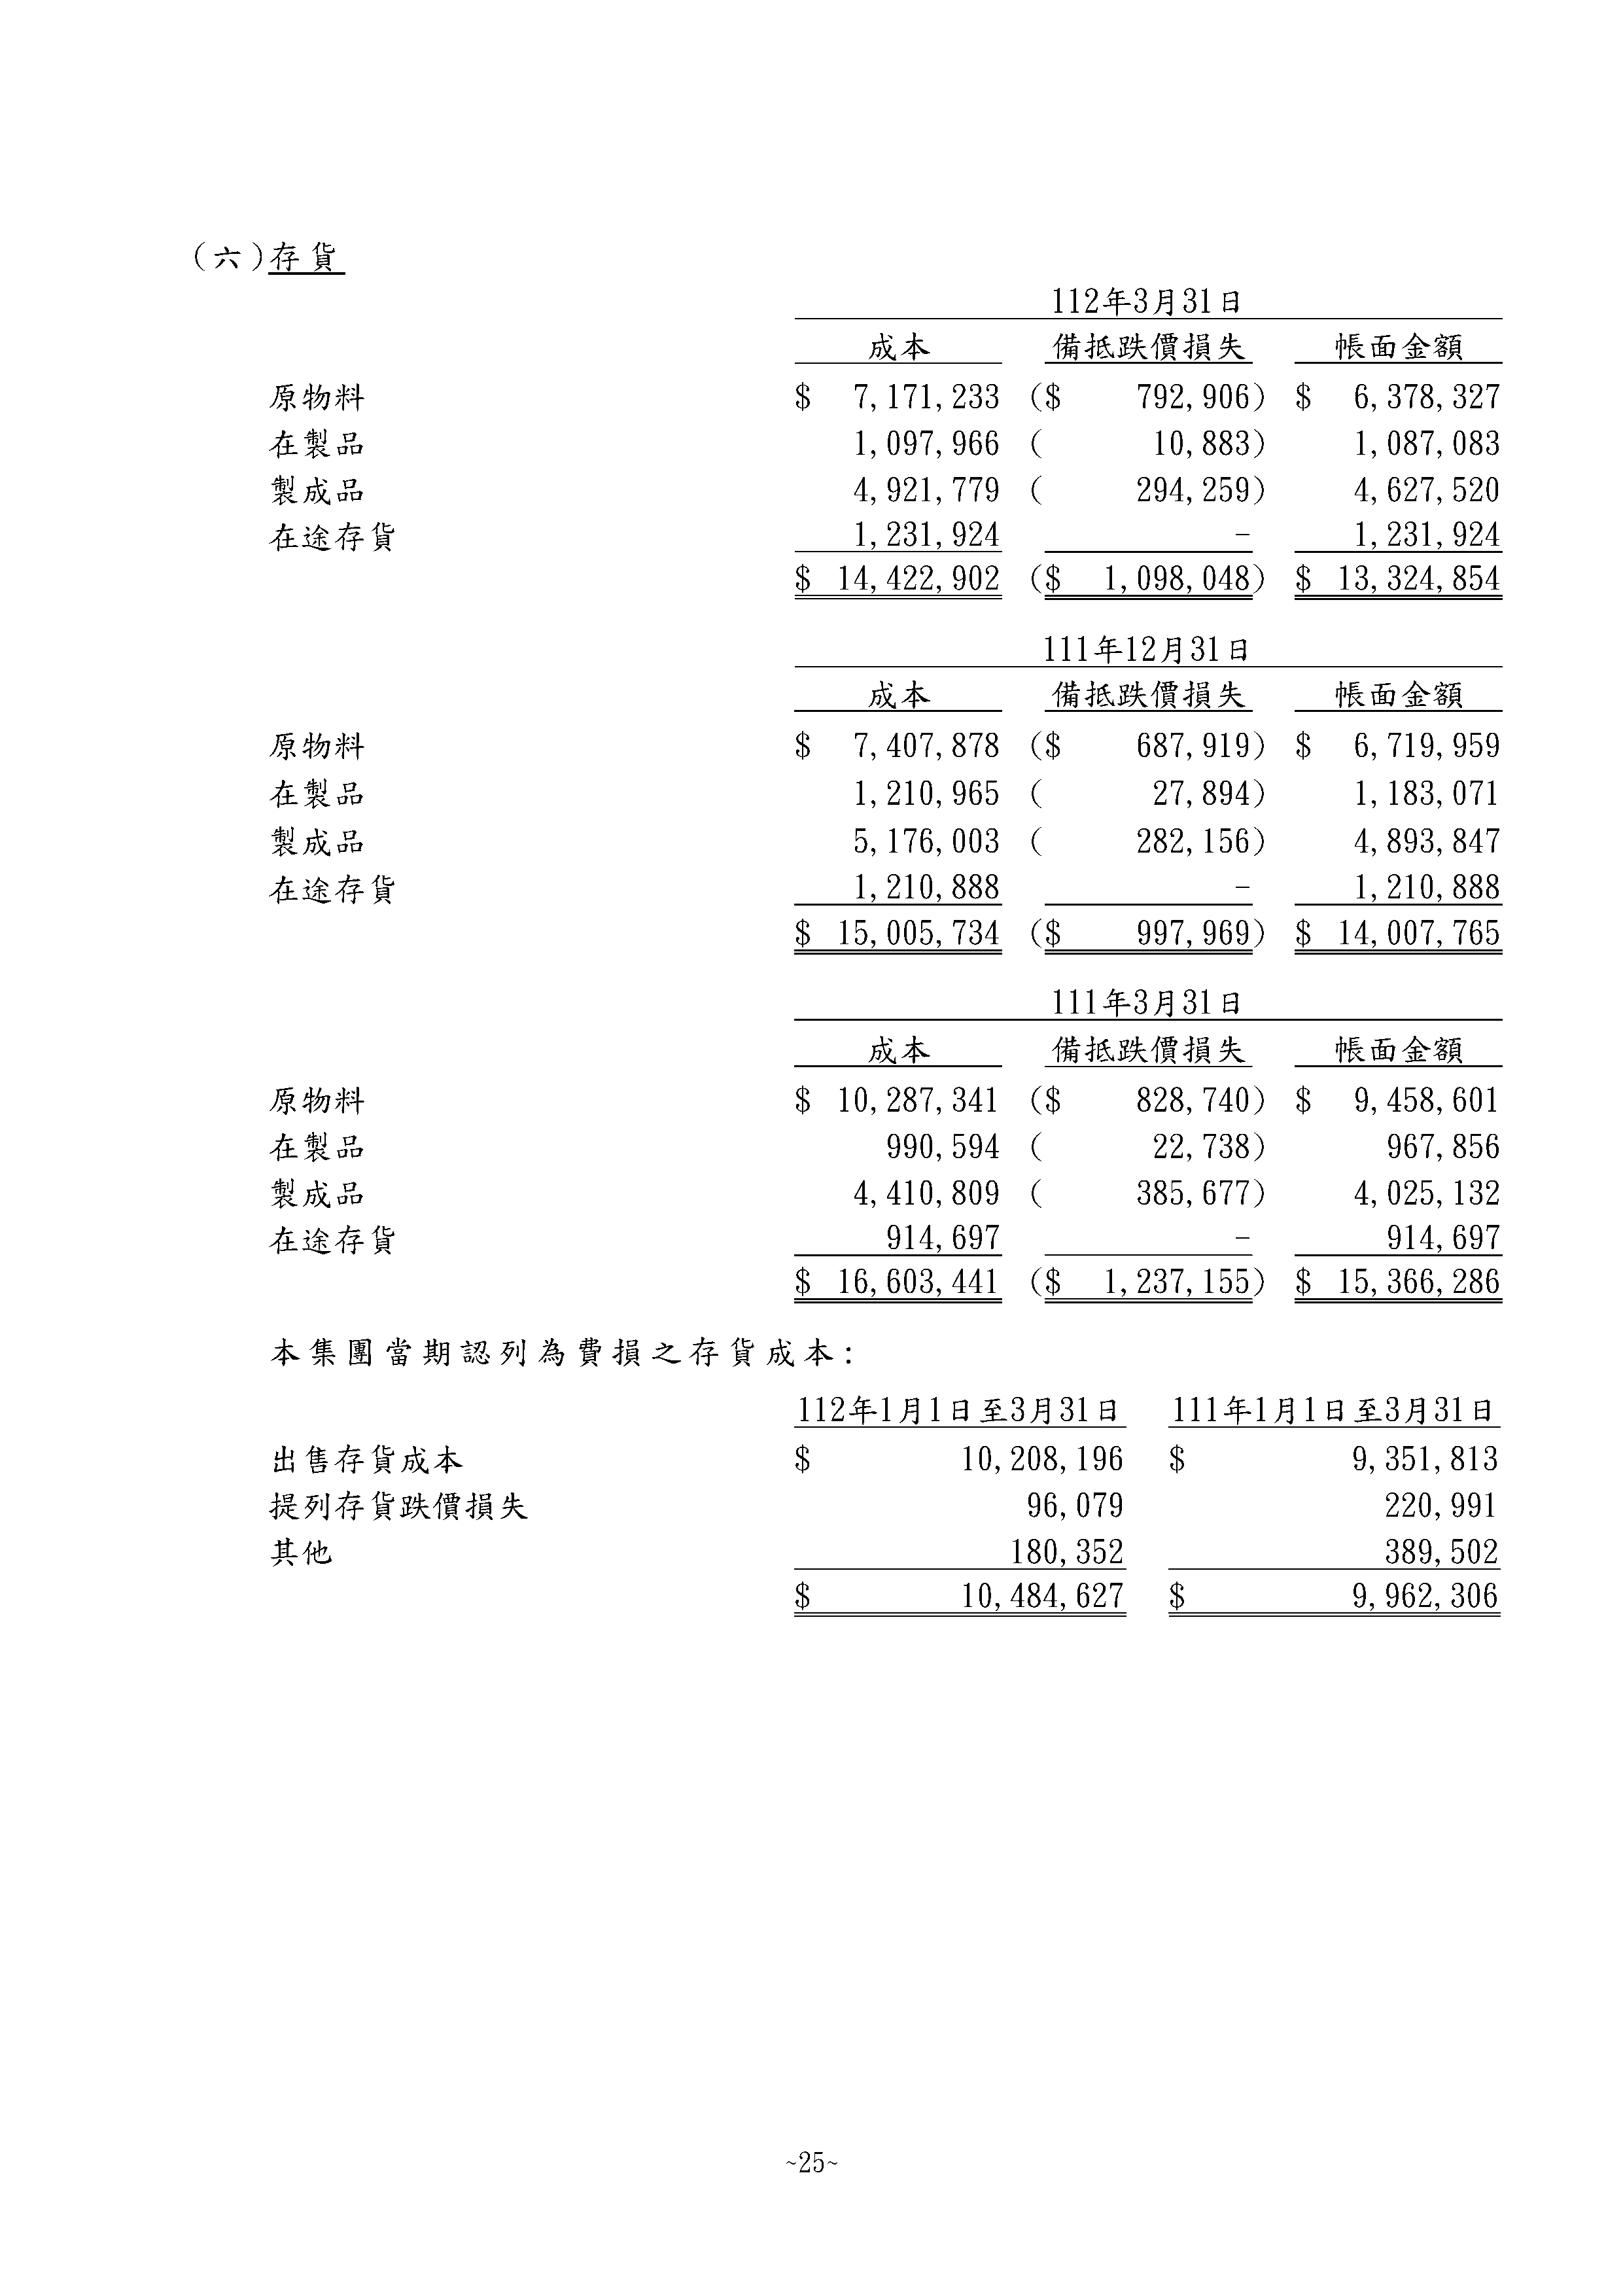 (六)存貨
112年3月31日
成本 備抵跌價損失 帳面金額
原物料 $ 7,171,233 ($ 792,906) $ 6,378,327
在製品 1,097,966 ( 10,883) 1,087,083
製成品 4,921,779 ( 294,259) 4,627,520
在途存貨 1,231,924 - 1,231,924
$ 14,422,902 ($ 1,098,048) $ 13,324,854
111年12月31日
成本 備抵跌價損失 帳面金額
原物料 $ 7,407,878 ($ 687,919) $ 6,719,959
在製品 1,210,965 ( 27,894) 1,183,071
製成品 5,176,003 ( 282,156) 4,893,847
在途存貨 1,210,888 - 1,210,888
$ 15,005,734 ($ 997,969) $ 14,007,765
111年3月31日
成本 備抵跌價損失 帳面金額
原物料 $ 10,287,341 ($ 828,740) $ 9,458,601
在製品 990,594 ( 22,738) 967,856
製成品 4,410,809 ( 385,677) 4,025,132
在途存貨 914,697 - 914,697
$ 16,603,441 ($ 1,237,155) $ 15,366,286
本集團當期認列為費損之存貨成本:
112年1月1日至3月31日 111年1月1日至3月31日
出售存貨成本 $ 10,208,196 $ 9,351,813
提列存貨跌價損失 96,079 220,991
其他 180,352 389,502
$ 10,484,627 $ 9,962,306
~25~